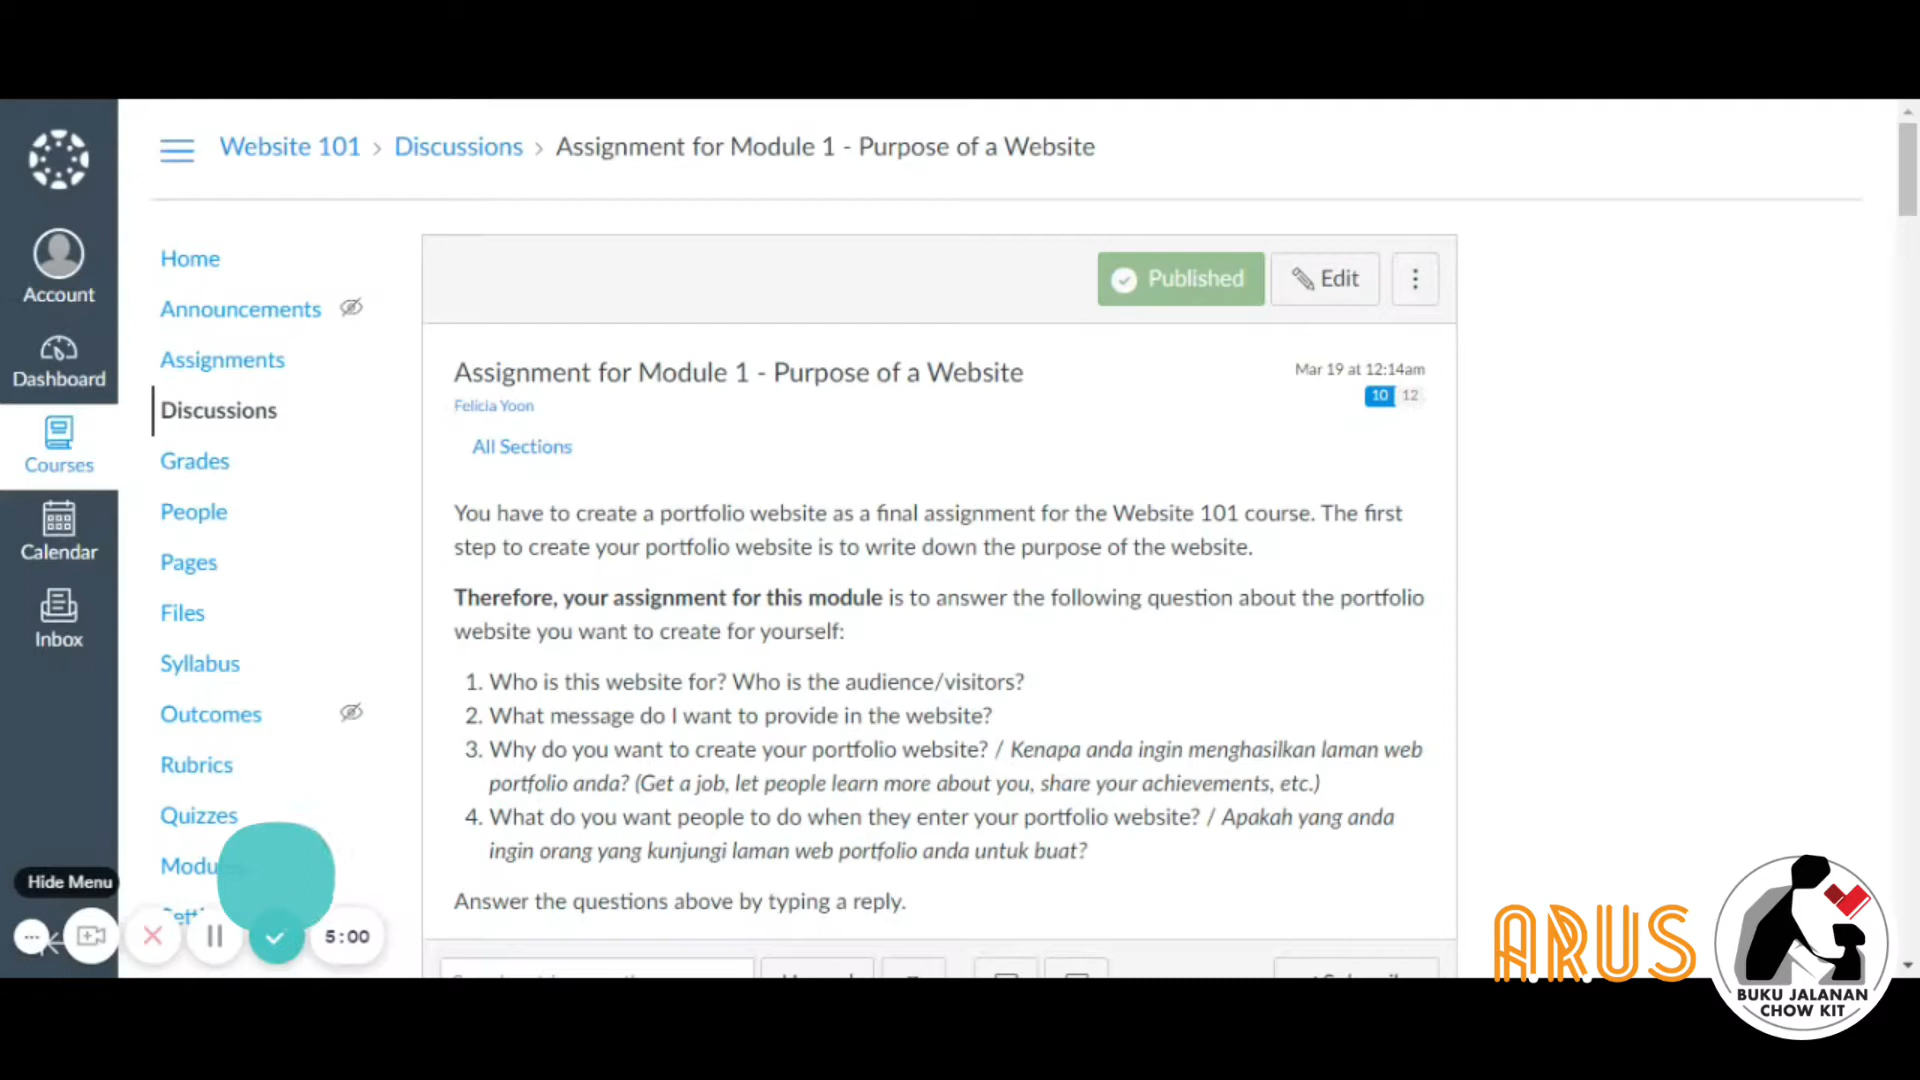 Website 101 › Discussions › Assignment for Module 1 - Purpose of a Website
Account
Dashboard
Courses
Calendar
Inbox
Home
Announcements
Assignments
Discussions
Grades
People
Pages
Files
Syllabus
Outcomes
Rubrics
Quizzes
Hide Menu
5:00
Published
Edit
Assignment for Module 1 - Purpose of a Website
Mar 19 at 12:14am
Felicia Yoon
10 12
All Sections
You have to create a portfolio website as a final assignment for the Website 101 course. The first
step to create your portfolio website is to write down the purpose of the website.
Therefore, your assignment for this module is to answer the following question about the portfolio
website you want to create for yourself:
1. Who is this website for? Who is the audience/visitors?
2. What message do I want to provide in the website?
3. Why do you want to create your portfolio website? / Kenapa anda ingin menghasilkan laman web
portfolio anda? (Get a job, let people learn more about you, share your achievements, etc.)
4. What do you want people to do when they enter your portfolio website? / Apakah yang anda
ingin orang yang kunjungi laman web portfolio anda untuk buat?
Answer the questions above by typing a reply.
ARUS
BUKU JALANAN
CHOW KIT